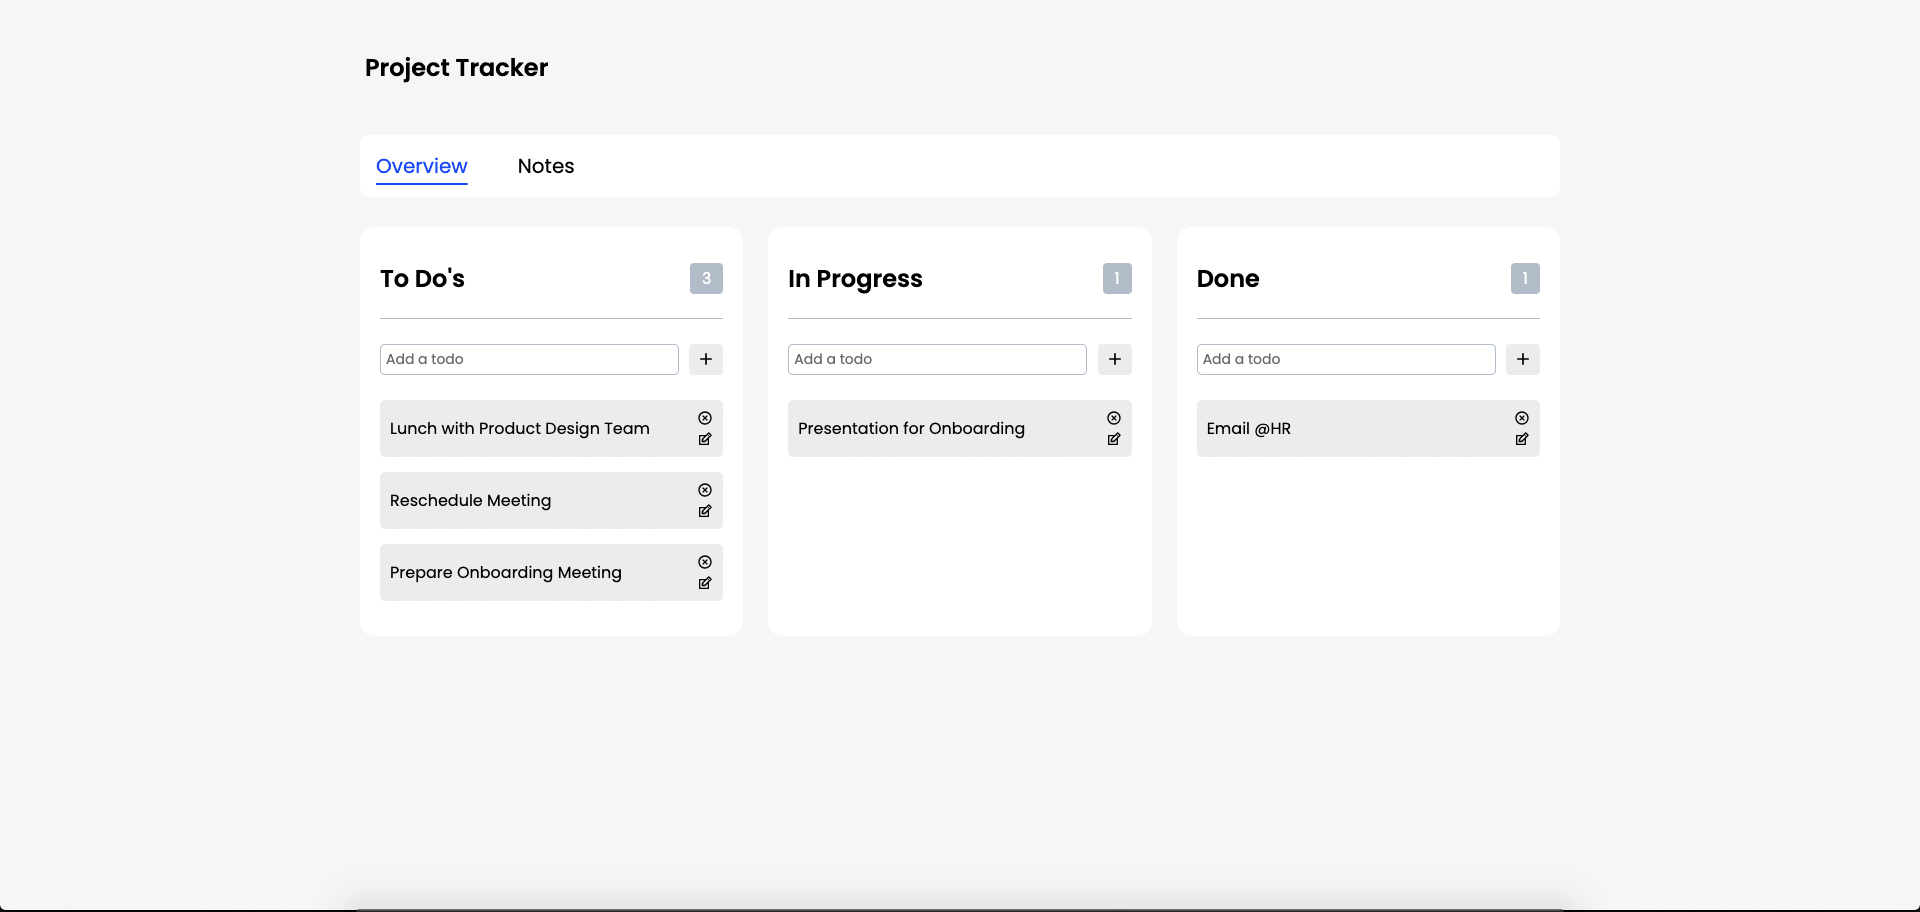 Project Tracker
Overview
Notes
To Do's
3
Add a todo
Lunch with Product Design Team
Reschedule Meeting
Prepare Onboarding Meeting
In Progress
1
Add a todo
Presentation for Onboarding
Done
1
Add a todo
Email @HR